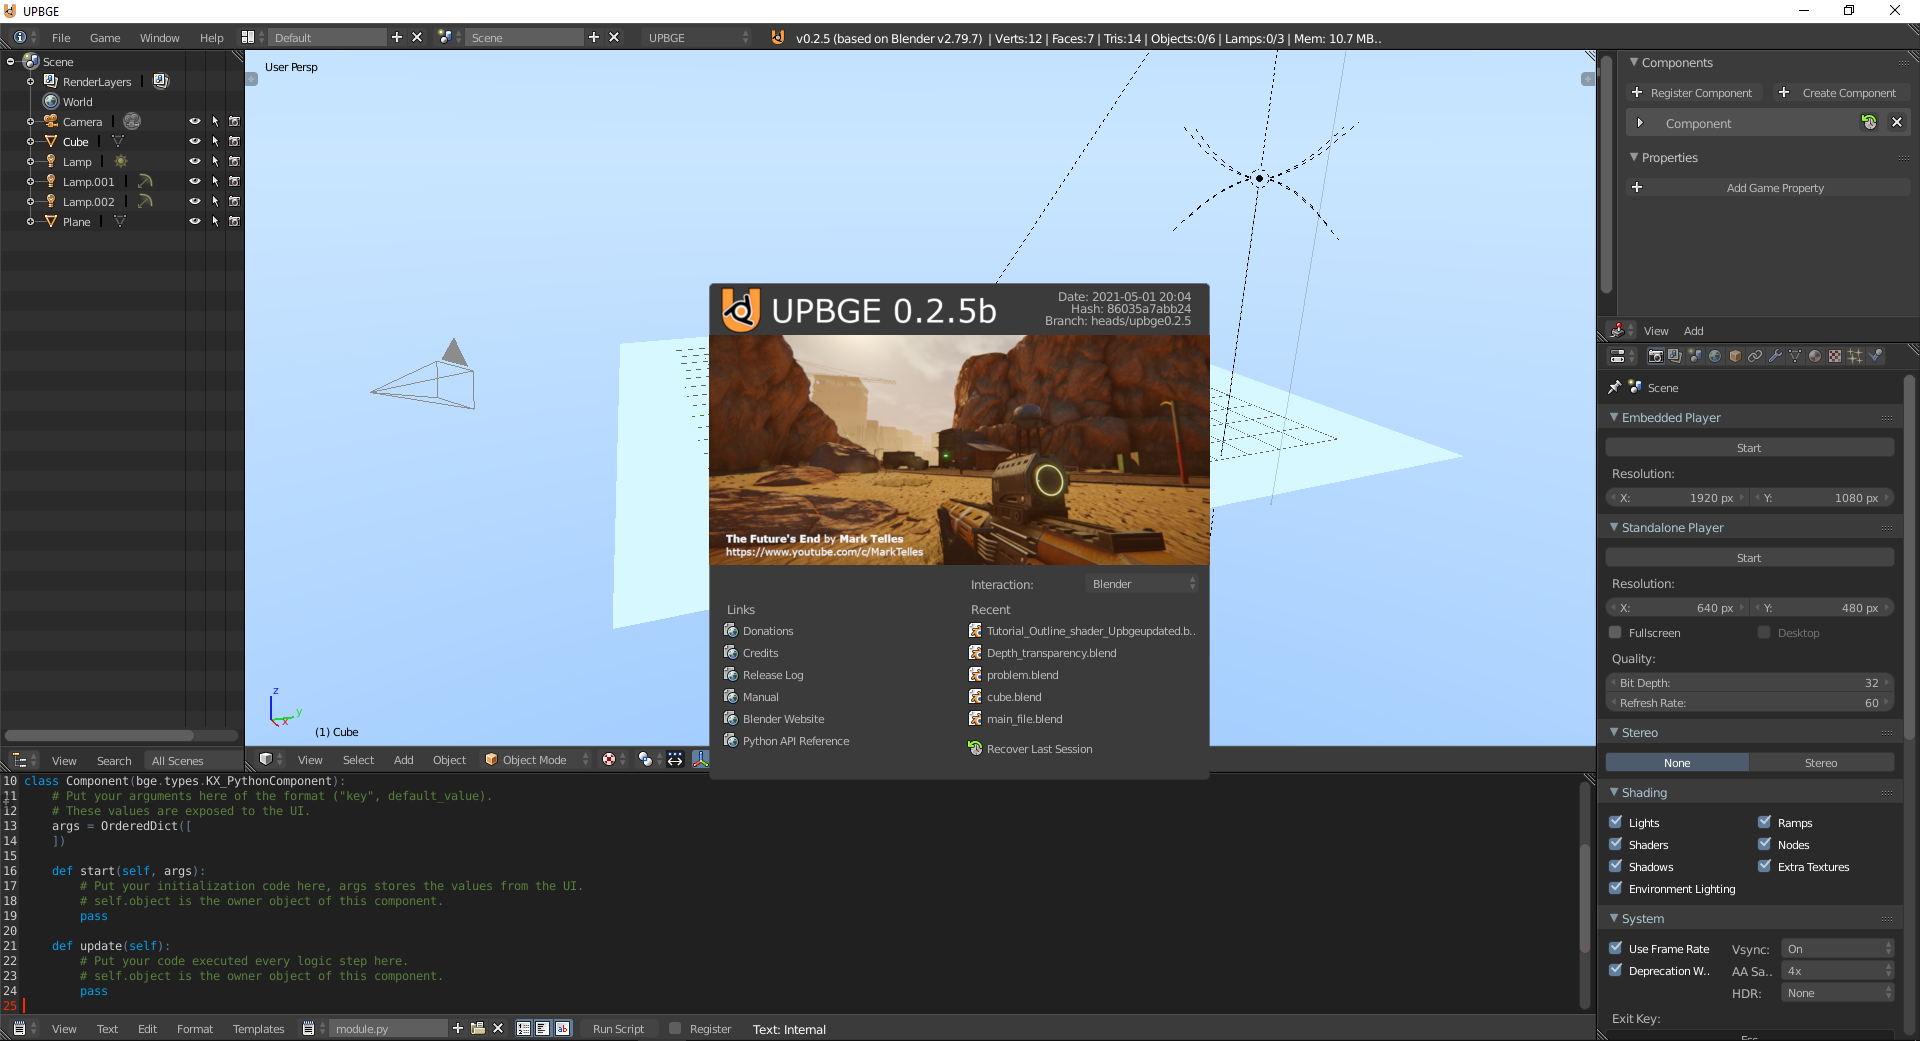 UPBGE
File Game Window Help Default Scene UPBGE v0.2.5 (based on Blender v2.79.7) | Verts:12 | Faces:7 | Tris:14 | Objects:0/6 | Lamps:0/3 | Mem: 10.7 MB..
Scene
RenderLayers |
World
Camera |
Cube |
Lamp |
Lamp.001 |
Lamp.002 |
Plane |
View Search All Scenes
User Persp
z
y
x
(1) Cube
View Select Add Object Object Mode
UPBGE 0.2.5b
Date: 2021-05-01 20:04
Hash: 86035a7abb24
Branch: heads/upbge0.2.5
The Future's End by Mark Telles
https://www.youtube.com/c/MarkTelles
Interaction: Blender
Links
Donations
Credits
Release Log
Manual
Blender Website
Python API Reference
Recent
Tutorial_Outline_shader_Upbgeupdated.b..
Depth_transparency.blend
problem.blend
cube.blend
main_file.blend
Recover Last Session
10 class Component(bge.types.KX_PythonComponent):
11 # Put your arguments here of the format ("key", default_value).
12 # These values are exposed to the UI.
13 args = OrderedDict([
14 ])
15
16 def start(self, args):
17 # Put your initialization code here, args stores the values from the UI.
18 # self.object is the owner object of this component.
19 pass
20
21 def update(self):
22 # Put your code executed every logic step here.
23 # self.object is the owner object of this component.
24 pass
25
View Text Edit Format Templates module.py Run Script Register Text: Internal
Components
Register Component Create Component
Component
Properties
Add Game Property
View Add
Scene
Embedded Player
Start
Resolution:
X: 1920 px Y: 1080 px
Standalone Player
Start
Resolution:
X: 640 px Y: 480 px
Fullscreen Desktop
Quality:
Bit Depth: 32
Refresh Rate: 60
Stereo
None Stereo
Shading
Lights Ramps
Shaders Nodes
Shadows Extra Textures
Environment Lighting
System
Use Frame Rate Vsync: On
Deprecation W.. AA Sa.. 4x
HDR: None
Exit Key: